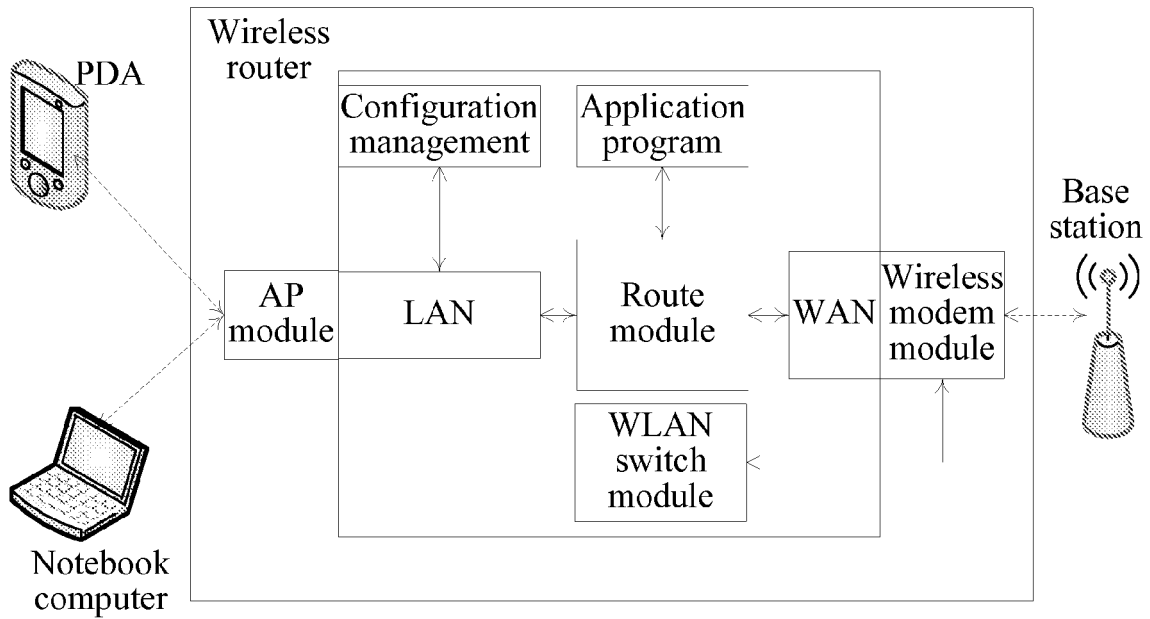 Wireless
router
PDA
Configuration
management
Application
program
Base
station
AP
module
LAN
Route
module
WAN
Wireless
modem
module
WLAN
switch
module
Notebook
computer